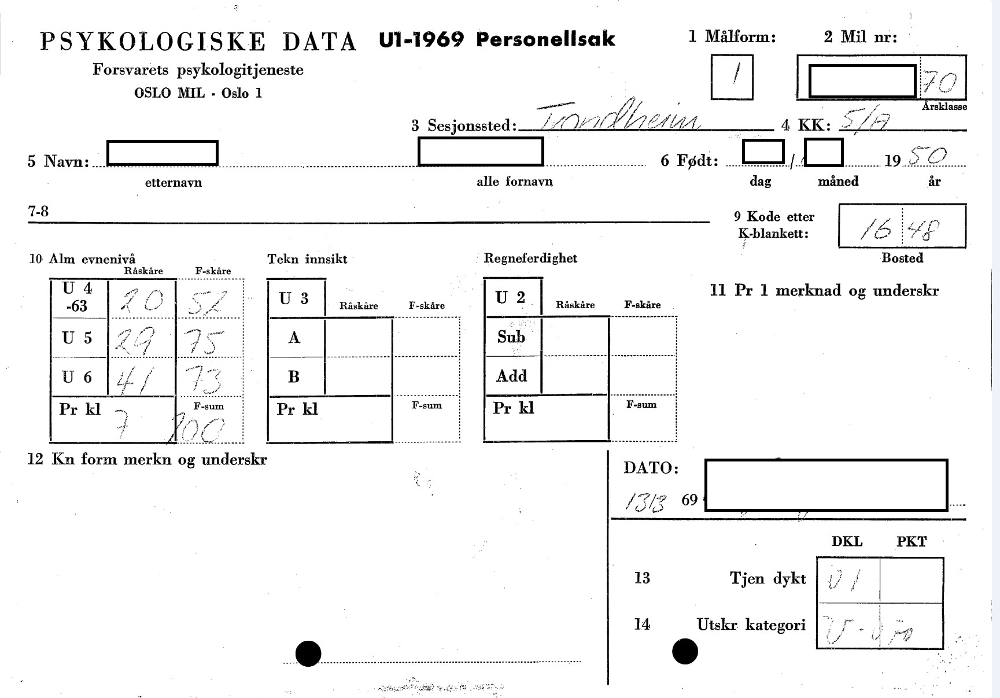 PSYKOLOGISKE DATA U1-1969 Personellsak
1 Målform: 2 Mil nr:
Forsvarets psykologitjeneste
OSLO MIL - Oslo 1
1
70
Årsklasse
3 Sesjonssted: Trondheim 4 KK: 5/A
5 Navn: 6 Født: / 19 50
etternavn alle fornavn dag måned år
7-8
9 Kode etter K-blankett: 16 48
Bosted
10 Alm evnenivå
Råskåre F-skåre
U 4 -63 20 52
U 5 29 75
U 6 41 73
Pr kl 7 F-sum 200
Tekn innsikt
U 3 Råskåre F-skåre
A
B
Pr kl F-sum
Regneferdighet
U 2 Råskåre F-skåre
Sub
Add
Pr kl F-sum
11 Pr 1 merknad og underskr
12 Kn form merkn og underskr
DATO:
13/3 69
DKL PKT
13 Tjen dykt 01
14 Utskr kategori